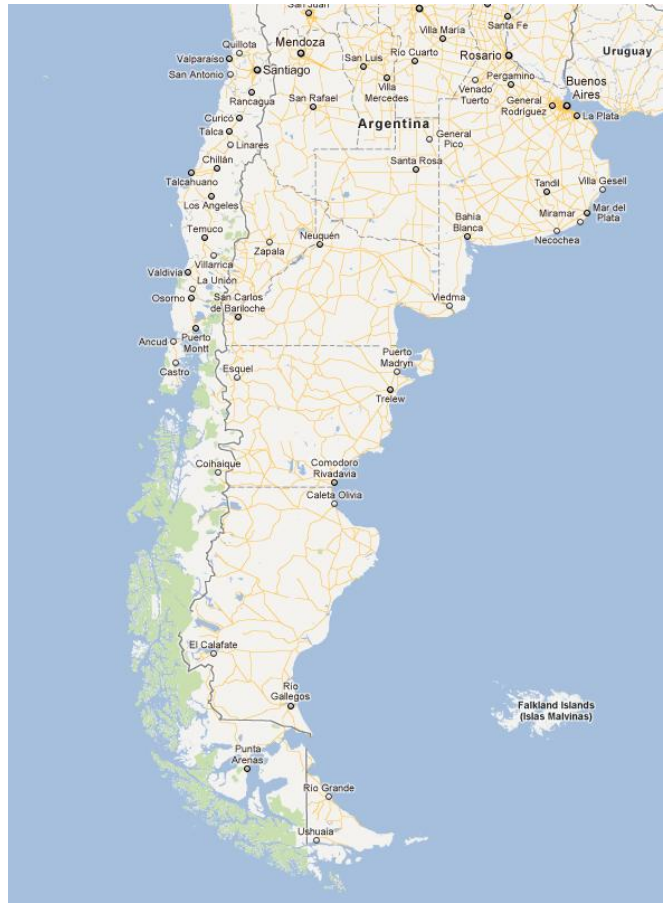 San Juan
Santa Fe
Villa Maria
Quillota
Mendoza
Uruguay
Valparaiso
San Luis
Río Cuarto
Rosario
San Antonio
Santiago
Pergamino
Buenos
Aires
Villa
Mercedes
Venado
Tuerto
Rancagua
San Rafael
General
Rodriguez
La Plata
Curicó
Argentina
Talca
General
Pico
Linares
Chillán
Santa Rosa
Talcahuano
Tandil
Villa Gesell
Los Angeles
Mar del
Plata
Bahia
Blanca
Miramar
Temuco
Neuquén
Necochea
Zapala
Villarrica
Valdivia
La Unión
Osorno
San Carlos
de Bariloche
Viedma
Ancud
Puerto
Montt
Puerto
Madryn
Castro
Esquel
Trelew
Coihaique
Comodoro
Rivadavia
Caleta Olivia
El Calafate
Río
Gallegos
Falkland Islands
(Islas Malvinas)
Punta
Arenas
Río Grande
Ushuaia